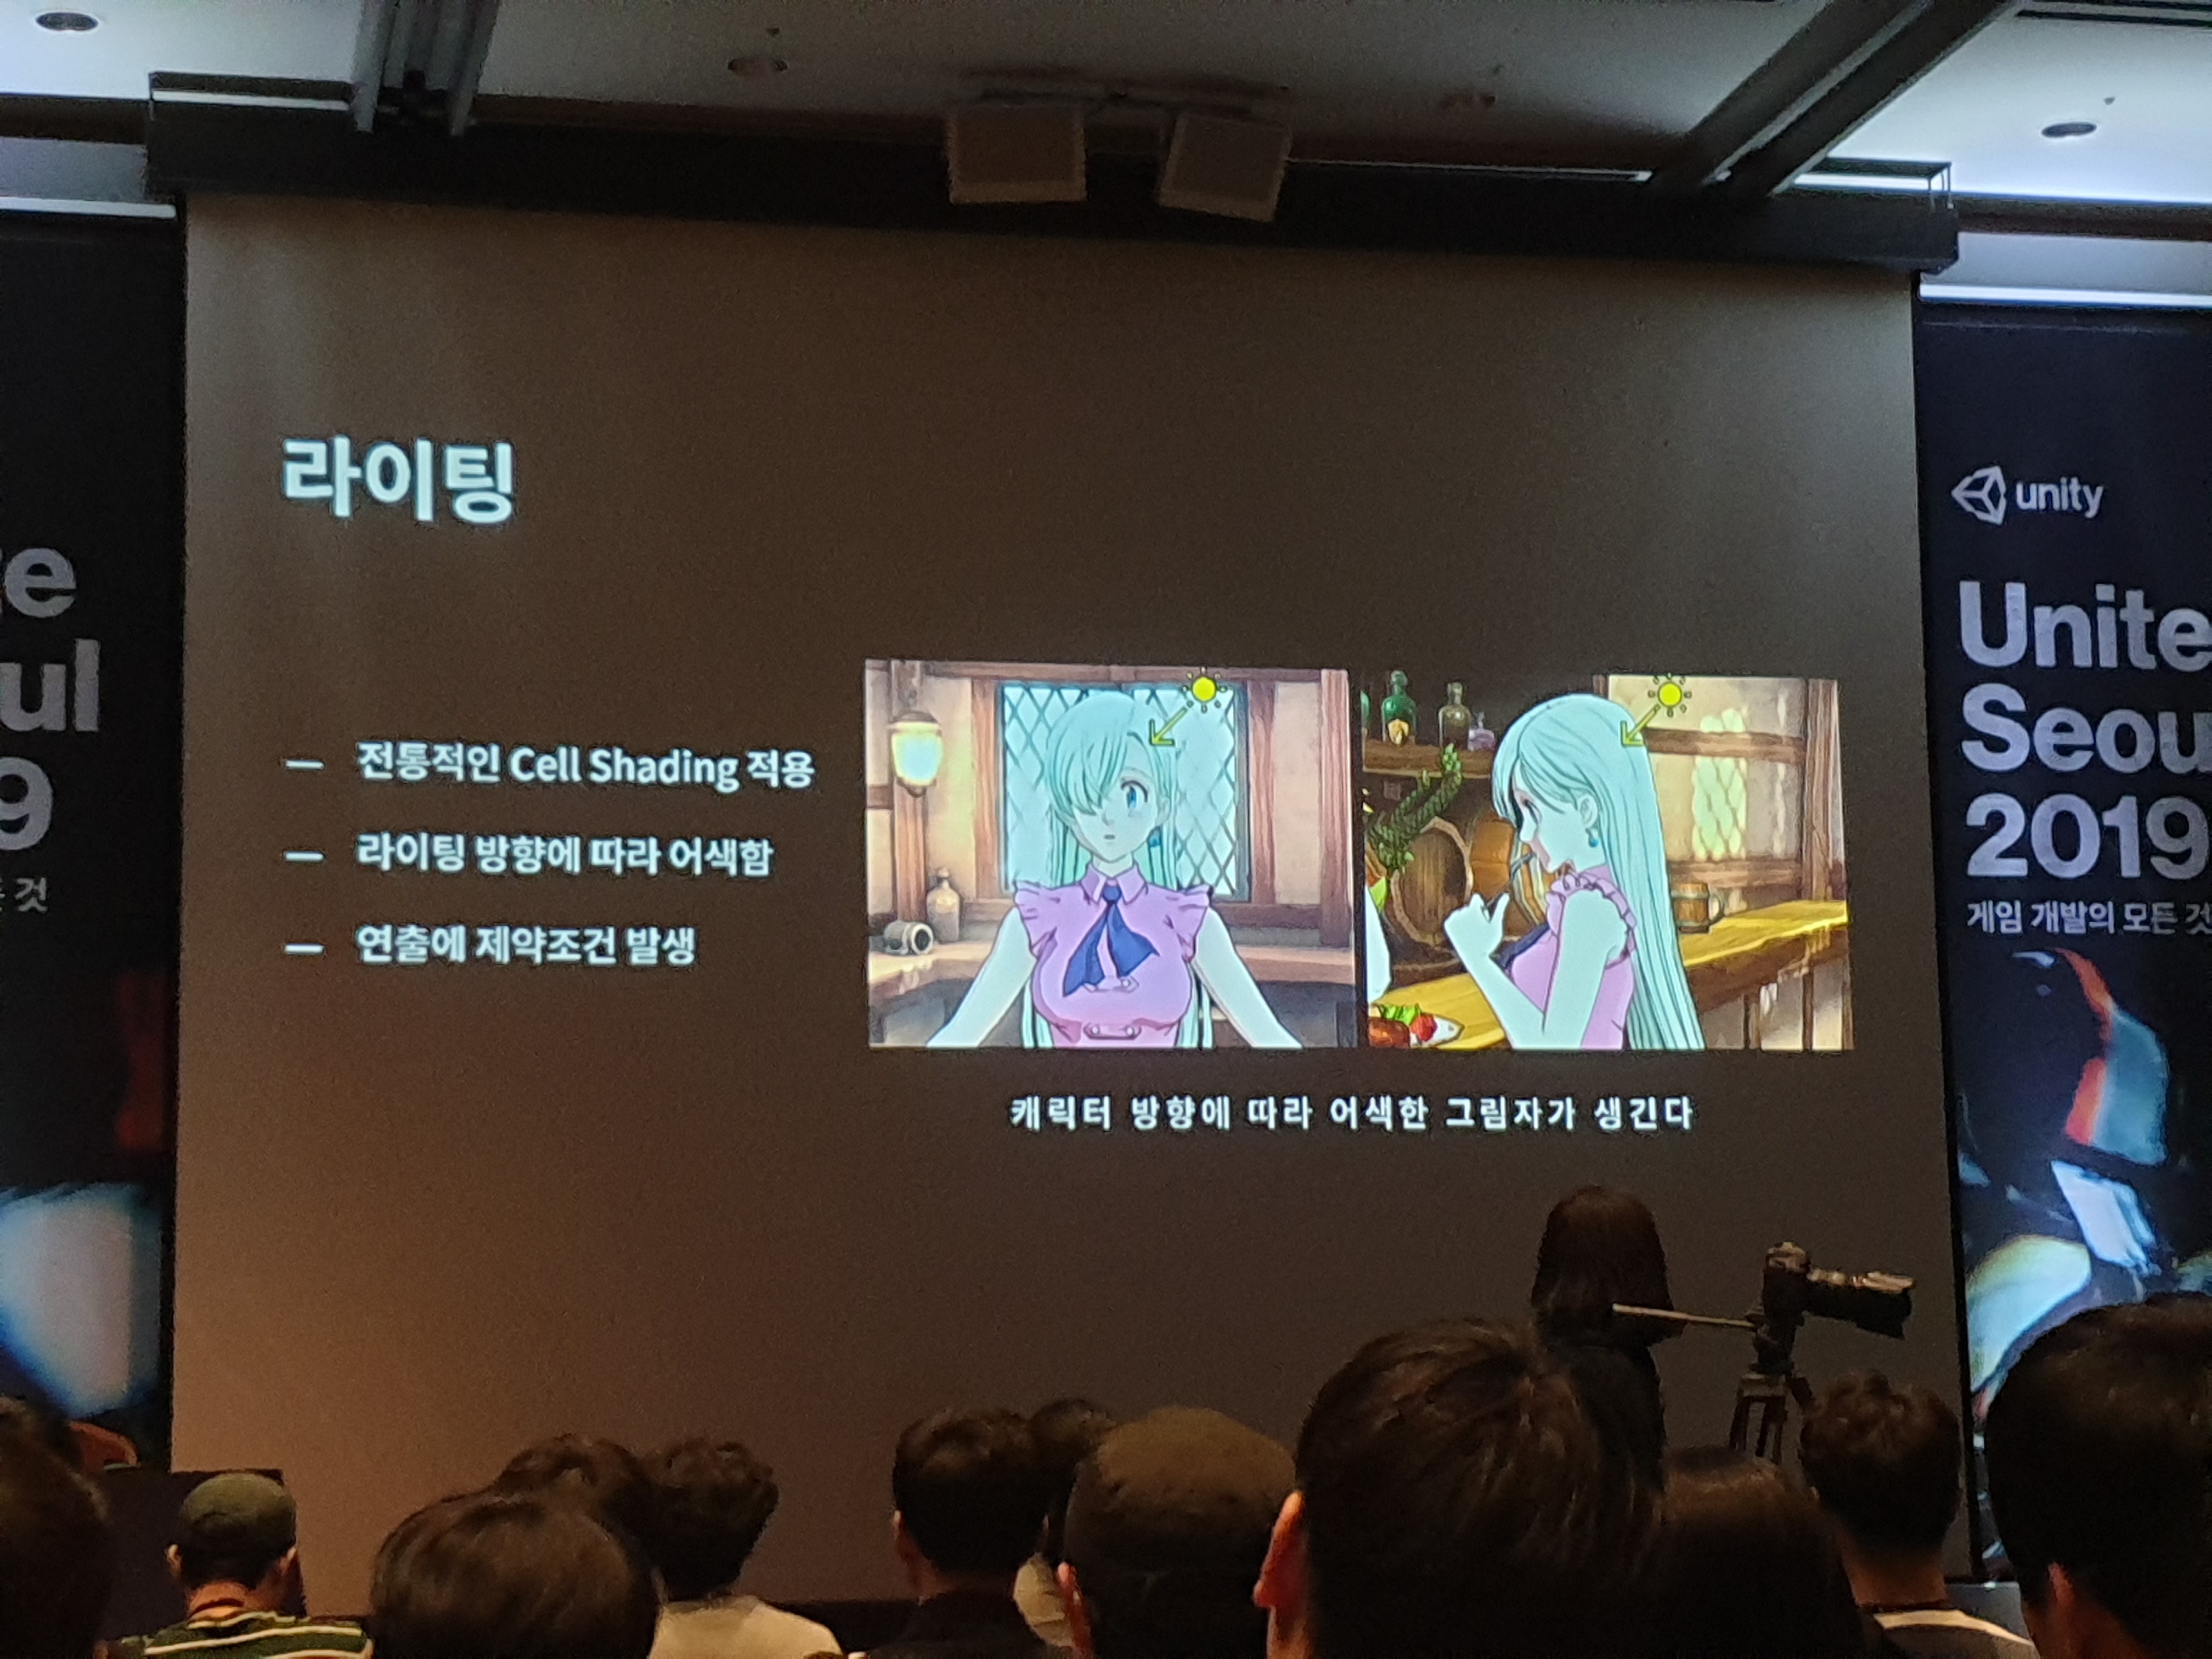 라이팅
— 전통적인 Cell Shading 적용
— 라이팅 방향에 따라 어색함
— 연출에 제약조건 발생
캐릭터 방향에 따라 어색한 그림자가 생긴다
unity
Unite
Seou
2019
게임 개발의 모든 것
te
ul
9
것